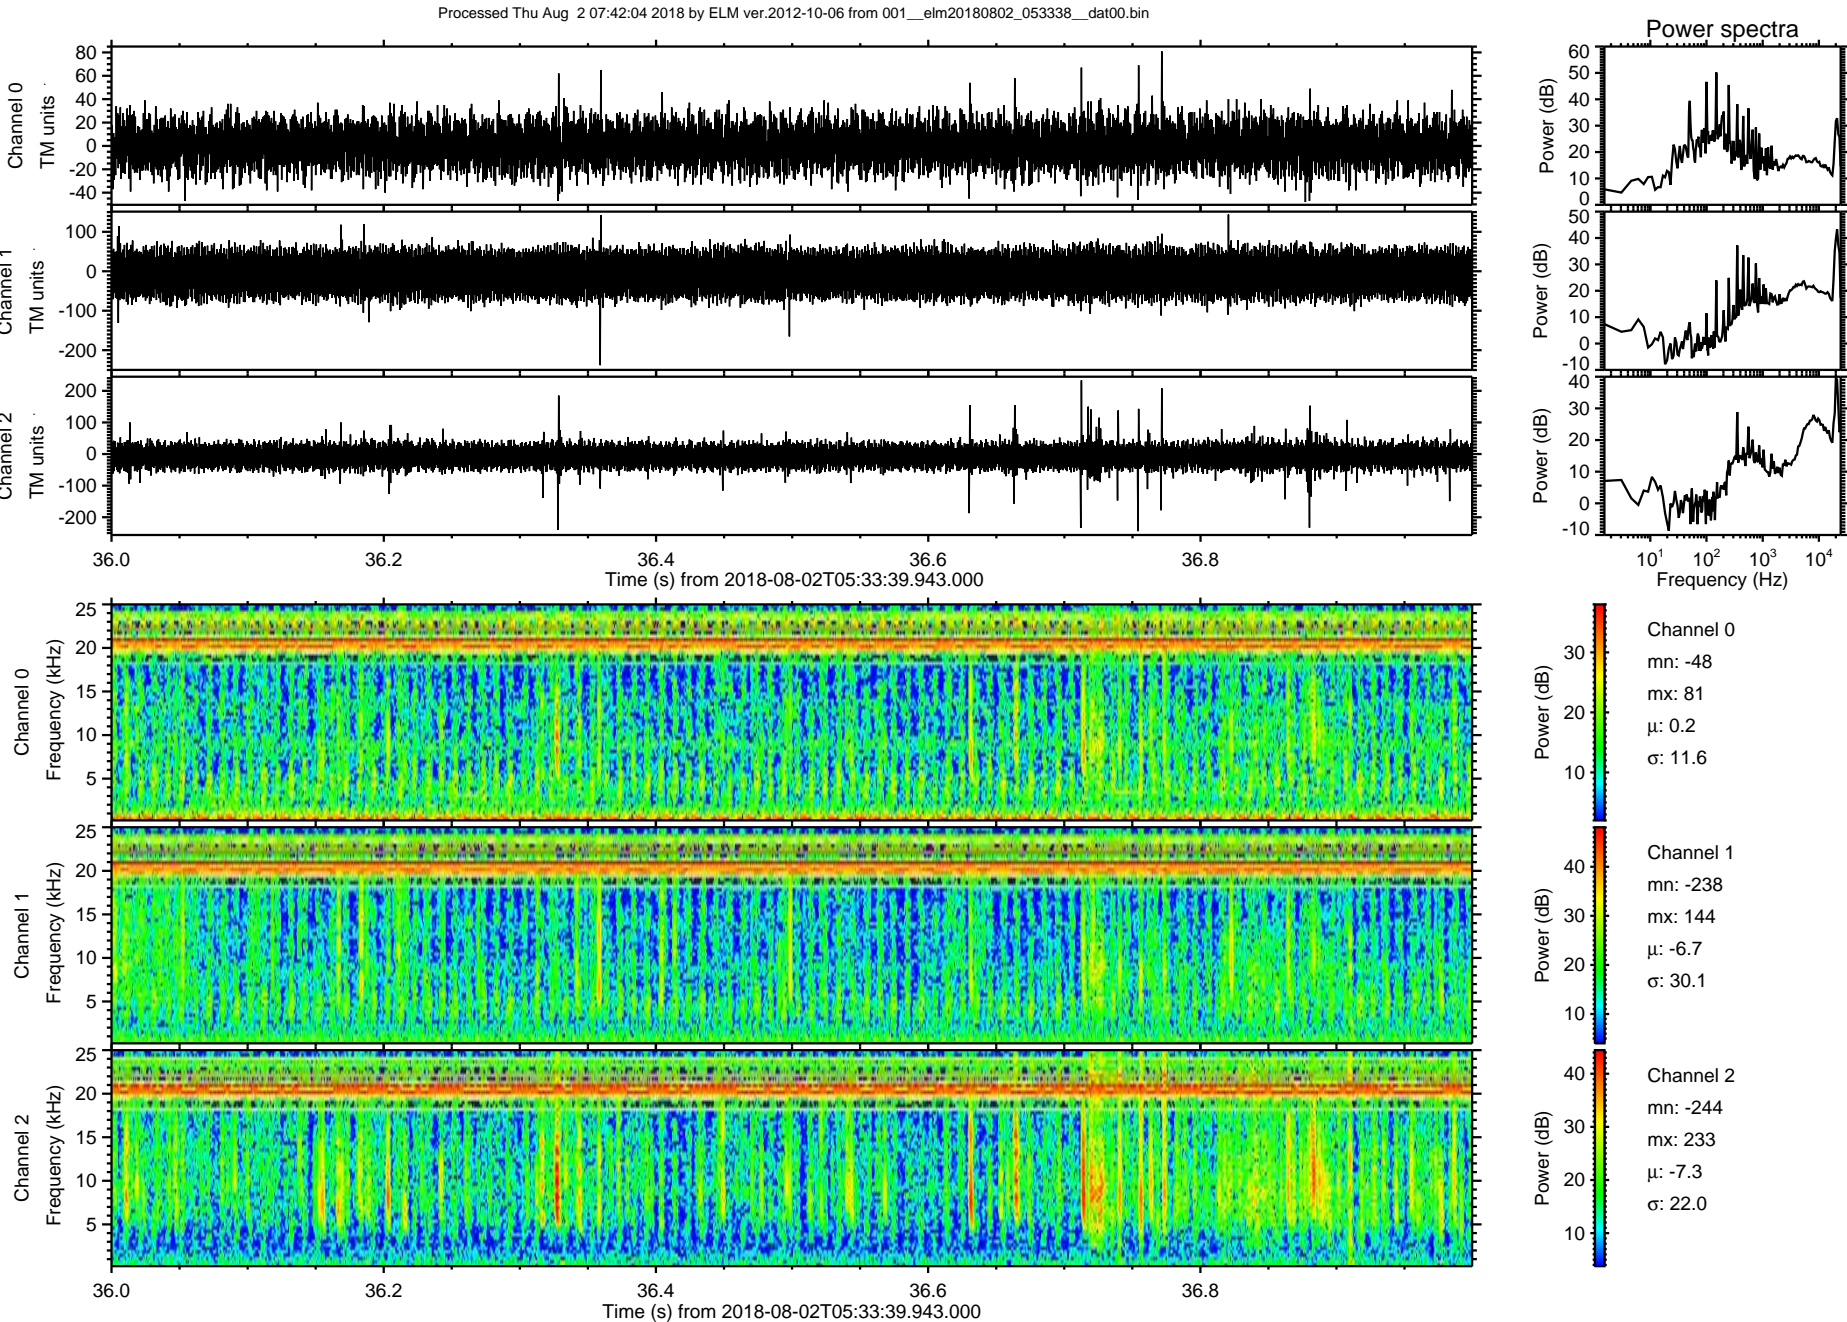 Processed Thu Aug  2 07:42:04 2018 by ELM ver.2012-10-06 from 001__elm20180802_053338__dat00.bin
Power spectra
Channel 0
TM units
80
60
40
20
0
-20
-40
Power (dB)
60
50
40
30
20
10
0
Channel 1
TM units
100
0
-100
-200
Power (dB)
50
40
30
20
10
0
-10
Channel 2
TM units
200
100
0
-100
-200
Power (dB)
40
30
20
10
0
-10
36.0 36.2 36.4 36.6 36.8
Time (s) from 2018-08-02T05:33:39.943.000
10¹ 10² 10³ 10⁴
Frequency (Hz)
Channel 0
Frequency (kHz)
25
20
15
10
5
Power (dB)
30
20
10
Channel 0
mn: -48
mx: 81
μ: 0.2
σ: 11.6
Channel 1
Frequency (kHz)
25
20
15
10
5
Power (dB)
40
30
20
10
Channel 1
mn: -238
mx: 144
μ: -6.7
σ: 30.1
Channel 2
Frequency (kHz)
25
20
15
10
5
Power (dB)
40
30
20
10
Channel 2
mn: -244
mx: 233
μ: -7.3
σ: 22.0
36.0 36.2 36.4 36.6 36.8
Time (s) from 2018-08-02T05:33:39.943.000